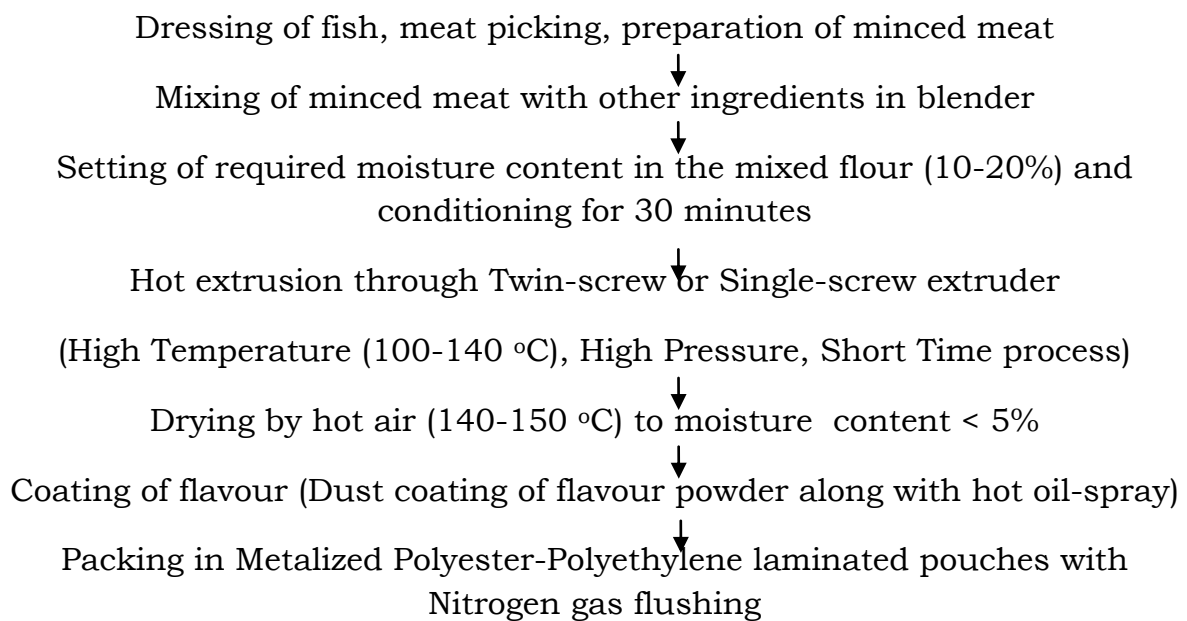 Dressing of fish, meat picking, preparation of minced meat
Mixing of minced meat with other ingredients in blender
Setting of required moisture content in the mixed flour (10-20%) and
conditioning for 30 minutes
Hot extrusion through Twin-screw or Single-screw extruder
(High Temperature (100-140 ᵒC), High Pressure, Short Time process)
Drying by hot air (140-150 ᵒC) to moisture content < 5%
Coating of flavour (Dust coating of flavour powder along with hot oil-spray)
Packing in Metalized Polyester-Polyethylene laminated pouches with
Nitrogen gas flushing